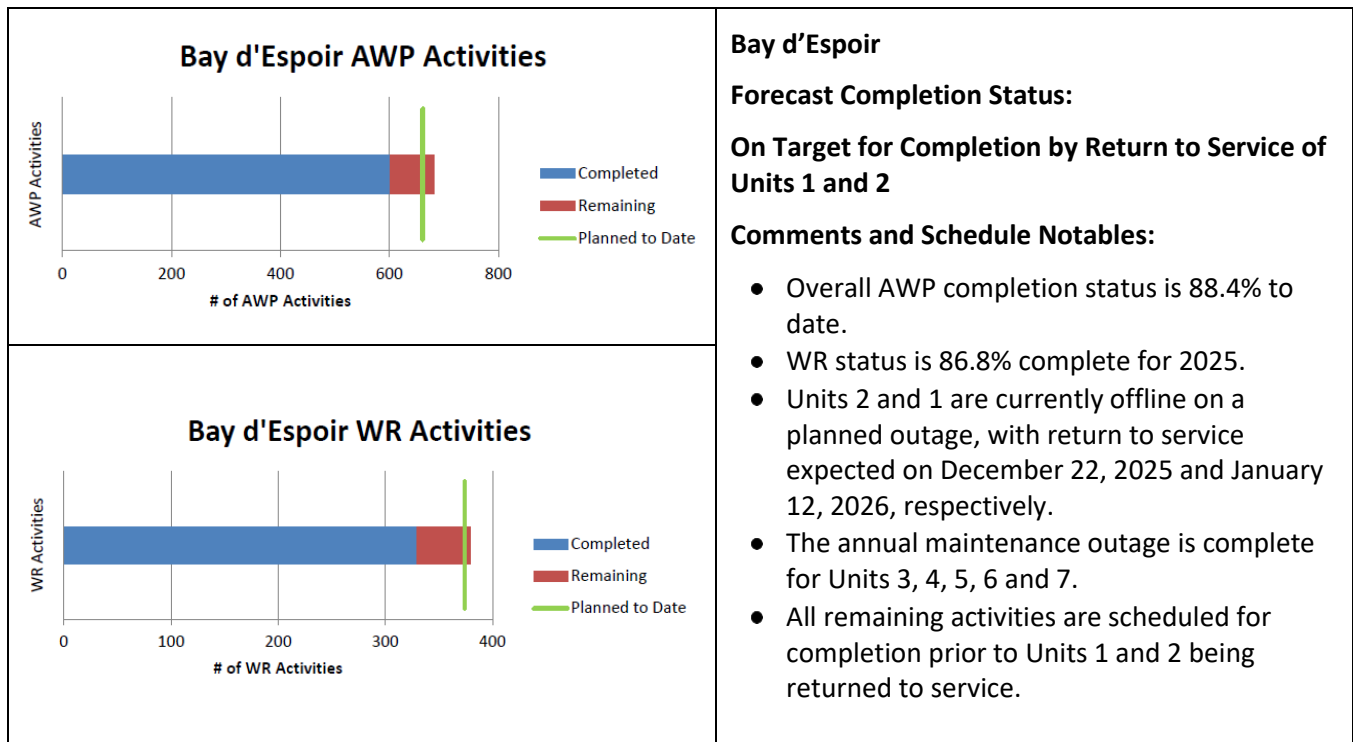 Bay d'Espoir AWP Activities
AWP Activities
Completed
Remaining
Planned to Date
0 200 400 600 800
# of AWP Activities
Bay d'Espoir WR Activities
WR Activities
Completed
Remaining
Planned to Date
0 100 200 300 400
# of WR Activities
Bay d’Espoir
Forecast Completion Status:
On Target for Completion by Return to Service of
Units 1 and 2
Comments and Schedule Notables:
● Overall AWP completion status is 88.4% to
date.
● WR status is 86.8% complete for 2025.
● Units 2 and 1 are currently offline on a
planned outage, with return to service
expected on December 22, 2025 and January
12, 2026, respectively.
● The annual maintenance outage is complete
for Units 3, 4, 5, 6 and 7.
● All remaining activities are scheduled for
completion prior to Units 1 and 2 being
returned to service.